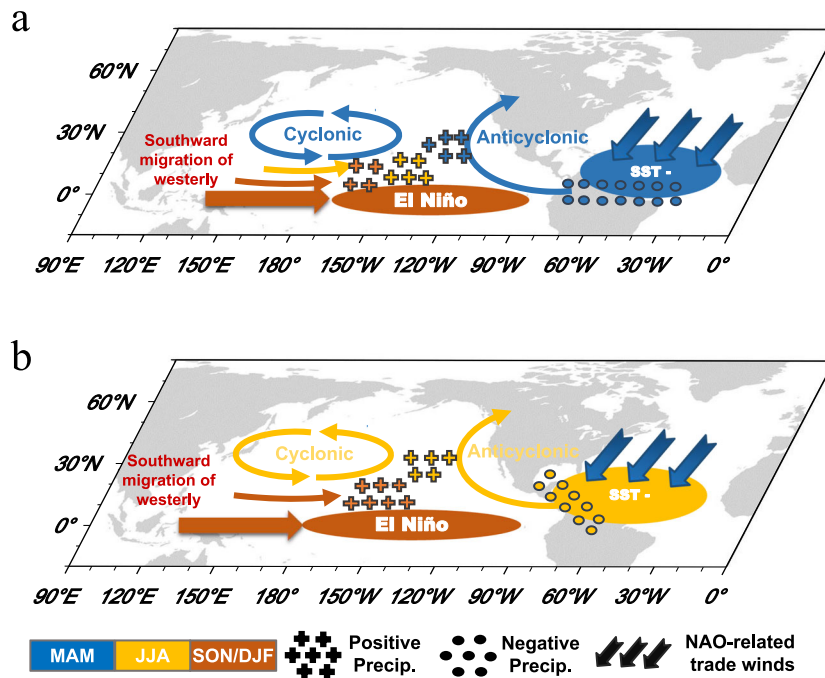 a
60°N
30°N
0°
Southward
migration of
westerly
Cyclonic
Anticyclonic
SST -
El Niño
90°E 120°E 150°E 180° 150°W 120°W 90°W 60°W 30°W 0°
b
60°N
30°N
0°
Southward
migration of
westerly
Cyclonic
Anticyclonic
SST -
El Niño
90°E 120°E 150°E 180° 150°W 120°W 90°W 60°W 30°W 0°
MAM JJA SON/DJF
Positive
Precip.
Negative
Precip.
NAO-related
trade winds